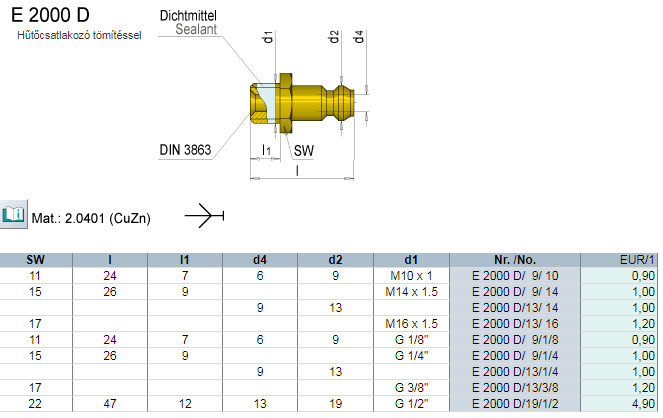 E 2000 D
Hűtőcsatlakozó tömítéssel
Dichtmittel
Sealant
d1
d2
d4
DIN 3863
l1
SW
l
Mat.: 2.0401 (CuZn)
SW l l1 d4 d2 d1 Nr. /No. EUR/1
11 24 7 6 9 M10 x 1 E 2000 D/ 9/ 10 0,90
15 26 9 M14 x 1.5 E 2000 D/ 9/ 14 1,00
9 13 E 2000 D/13/ 14 1,00
17 M16 x 1.5 E 2000 D/13/ 16 1,20
11 24 7 6 9 G 1/8" E 2000 D/ 9/1/8 0,90
15 26 9 G 1/4" E 2000 D/ 9/1/4 1,00
9 13 E 2000 D/13/1/4 1,00
17 G 3/8" E 2000 D/13/3/8 1,20
22 47 12 13 19 G 1/2" E 2000 D/19/1/2 4,90